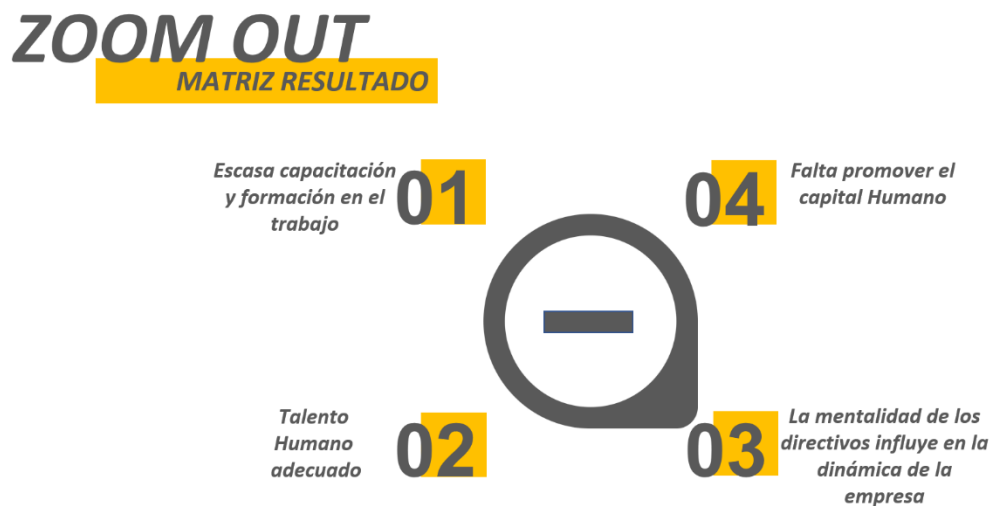 ZOOM OUT
MATRIZ RESULTADO
Escasa capacitación
y formación en el
trabajo
01
04
Falta promover el
capital Humano
Talento
Humano
adecuado
02
03
La mentalidad de los
directivos influye en la
dinámica de la
empresa